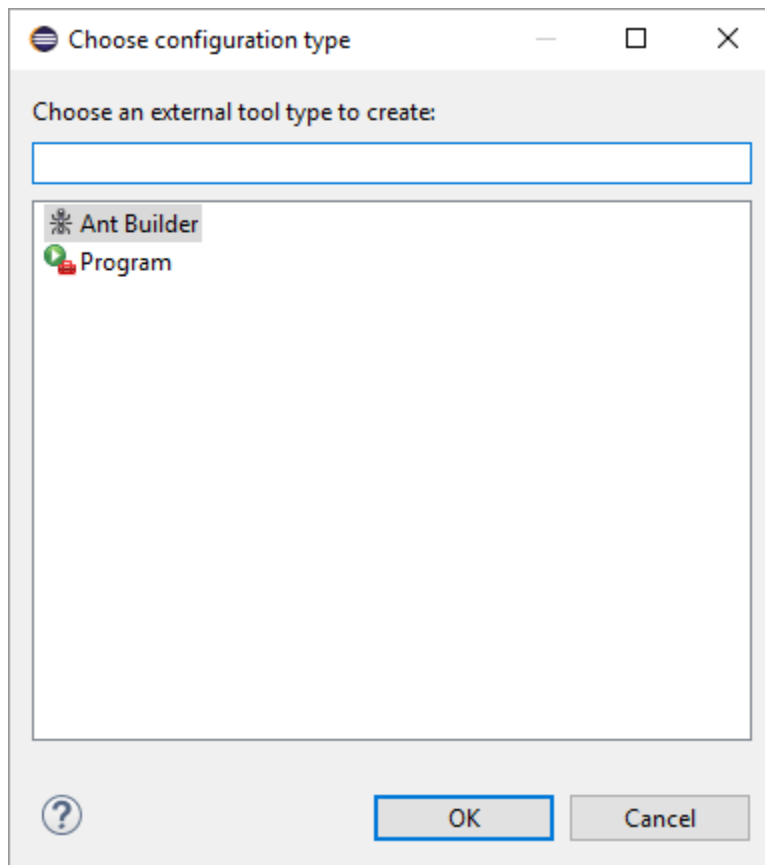 Choose configuration type
Choose an external tool type to create:
Ant Builder
Program
?
OK
Cancel